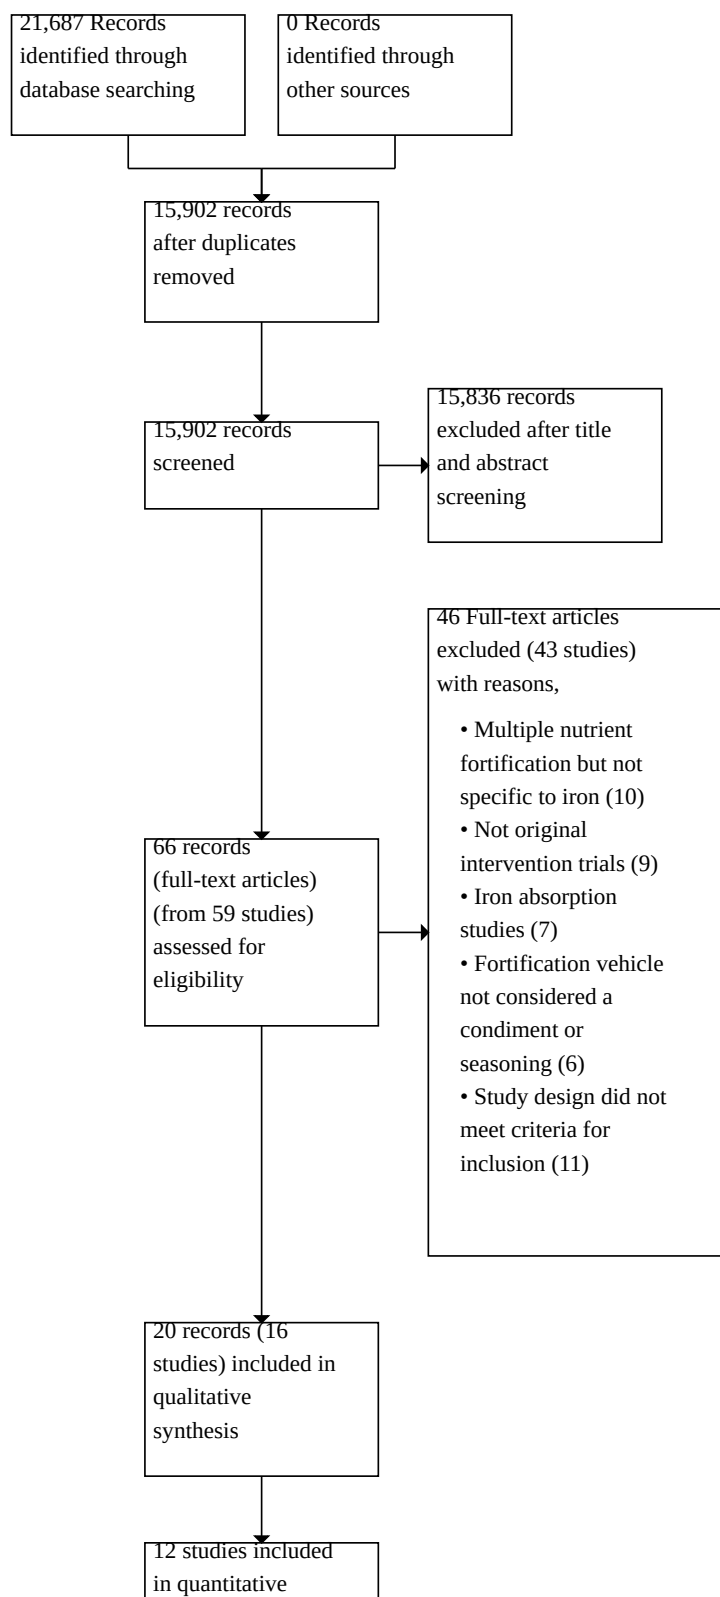 21,687 Records
identified through
database searching
0 Records
identified through
other sources
15,902 records
after duplicates
removed
15,902 records
screened
15,836 records
excluded after title
and abstract
screening
66 records
(full-text articles)
(from 59 studies)
assessed for
eligibility
46 Full-text articles
excluded (43 studies)
with reasons,
• Multiple nutrient
fortification but not
specific to iron (10)
• Not original
intervention trials (9)
• Iron absorption
studies (7)
• Fortification vehicle
not considered a
condiment or
seasoning (6)
• Study design did not
meet criteria for
inclusion (11)
20 records (16
studies) included in
qualitative
synthesis
12 studies included
in quantitative